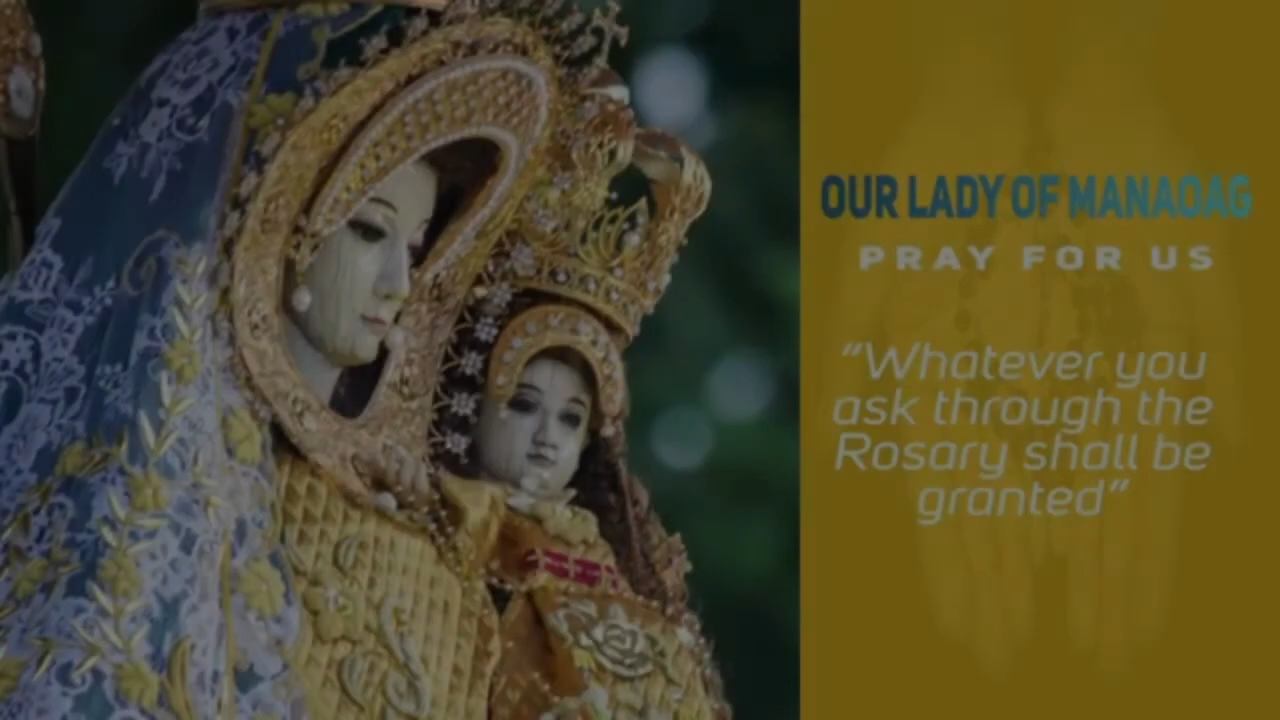 OUR LADY OF MANAOAG
PRAY FOR US
“Whatever you
ask through the
Rosary shall be
granted”